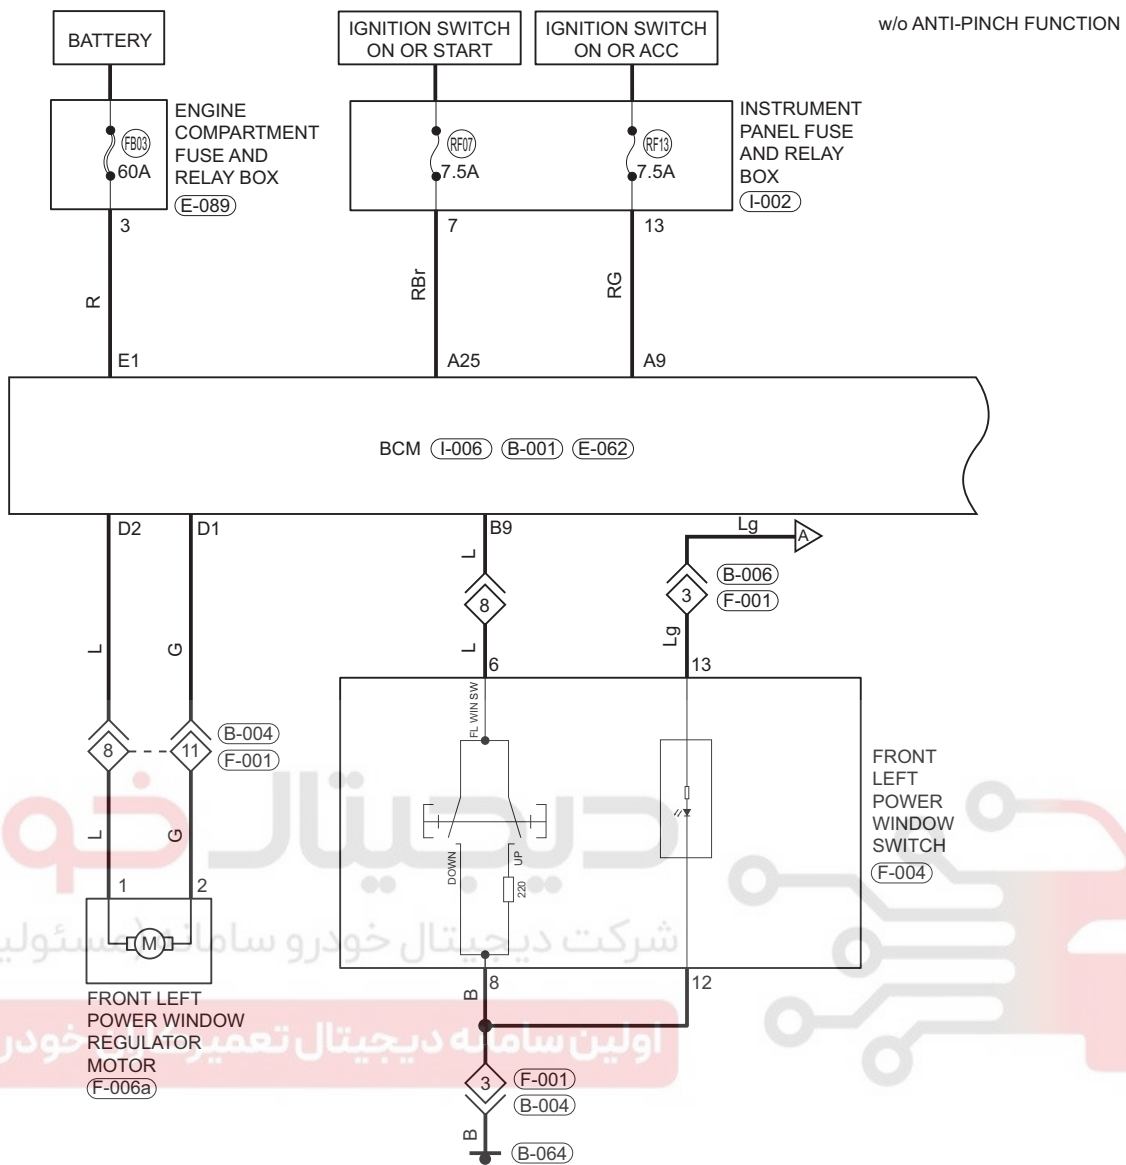 w/o ANTI-PINCH FUNCTION
BATTERY
IGNITION SWITCH
ON OR START
IGNITION SWITCH
ON OR ACC
FB03
60A
ENGINE
COMPARTMENT
FUSE AND
RELAY BOX
E-089
RF07
7.5A
RF13
7.5A
INSTRUMENT
PANEL FUSE
AND RELAY
BOX
I-002
3
7
13
R
RBr
RG
E1
A25
A9
BCM I-006 B-001 E-062
D2
D1
B9
Lg
A
L
8
3
B-006
F-001
L
G
L
Lg
6
13
8
11
B-004
F-001
FL WIN SW
FRONT
LEFT
POWER
WINDOW
SWITCH
F-004
L
G
DOWN
UP
220
1
2
M
FRONT LEFT
POWER WINDOW
REGULATOR
MOTOR
F-006a
8
12
B
3
F-001
B-004
B
B-064
دیجیتال خو
شرکت دیجیتال خودرو سامانه (مسئولی
اولین سامانه دیجیتال تعمیرکاران خودر